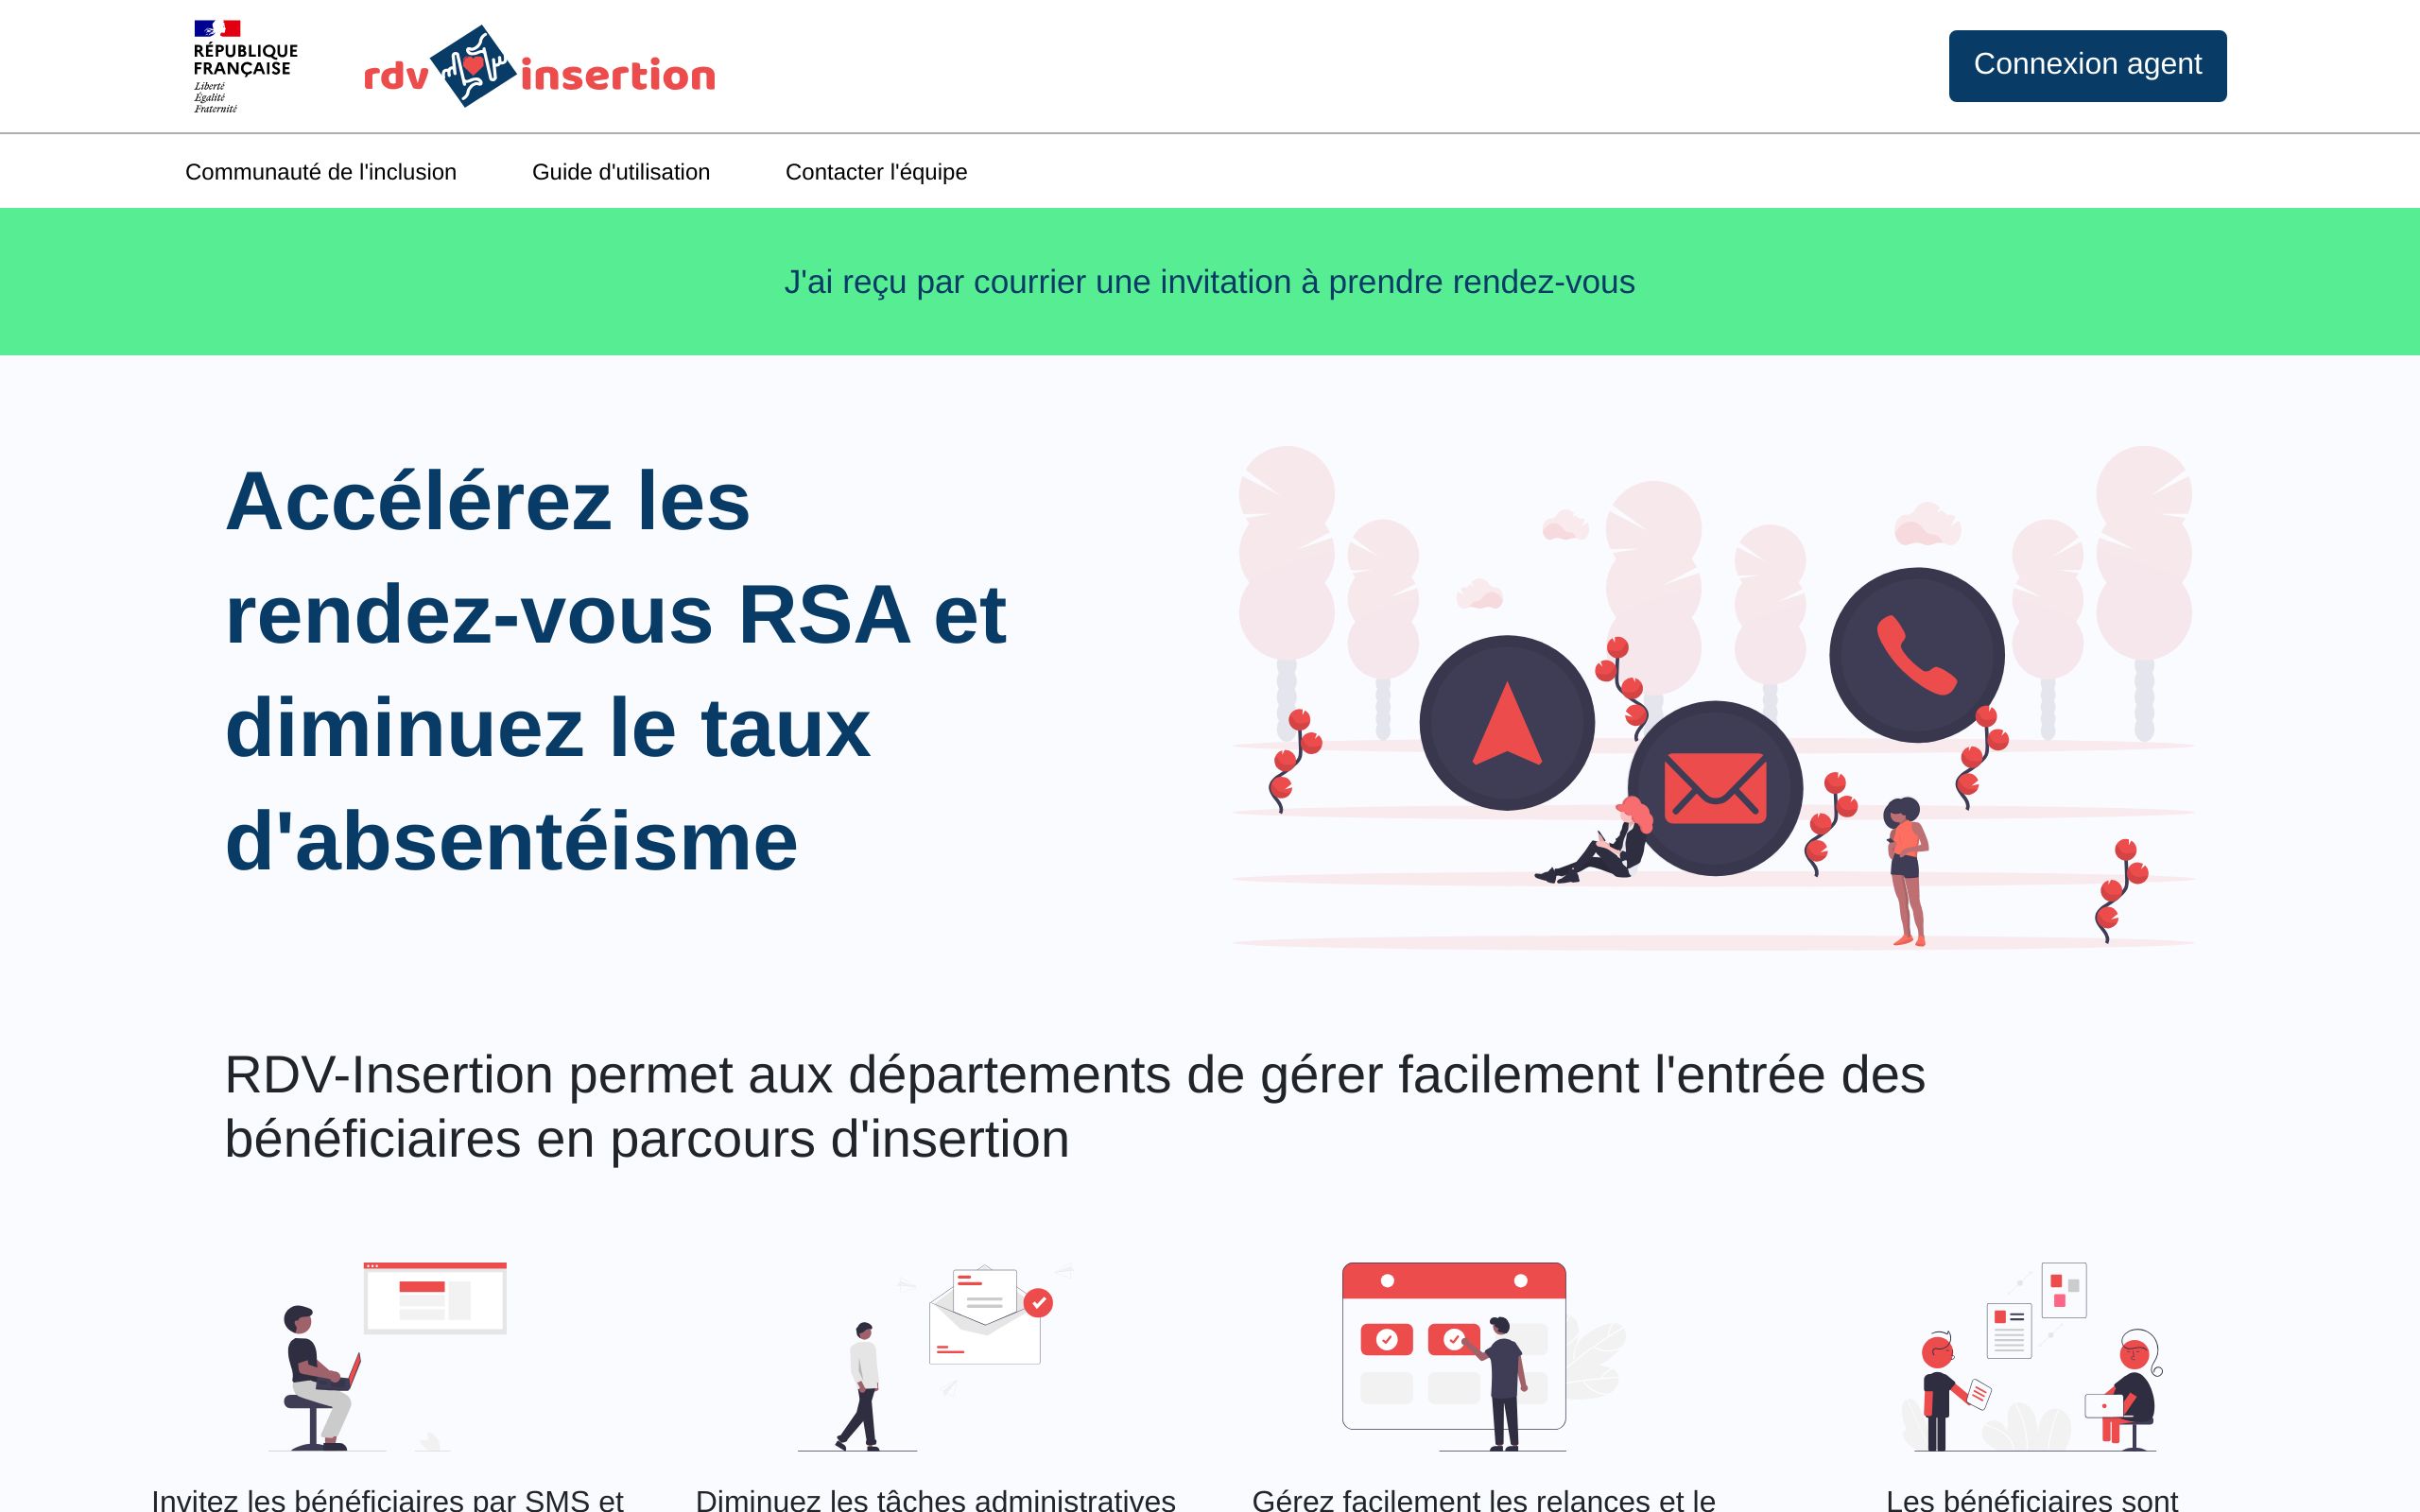 RÉPUBLIQUE
FRANÇAISE
Liberté
Égalité
Fraternité
rdv insertion
Connexion agent
Communauté de l'inclusion
Guide d'utilisation
Contacter l'équipe
J'ai reçu par courrier une invitation à prendre rendez-vous
Accélérez les
rendez-vous RSA et
diminuez le taux
d'absentéisme
RDV-Insertion permet aux départements de gérer facilement l'entrée des
bénéficiaires en parcours d'insertion
Invitez les bénéficiaires par SMS et
Diminuez les tâches administratives
Gérez facilement les relances et le
Les bénéficiaires sont